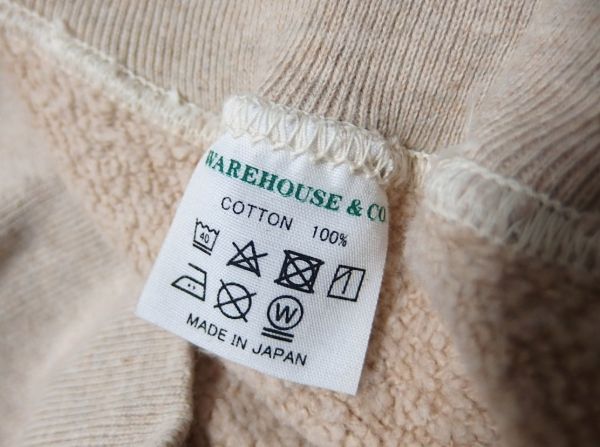 WAREHOUSE & CO
COTTON 100%
40
W
MADE IN JAPAN